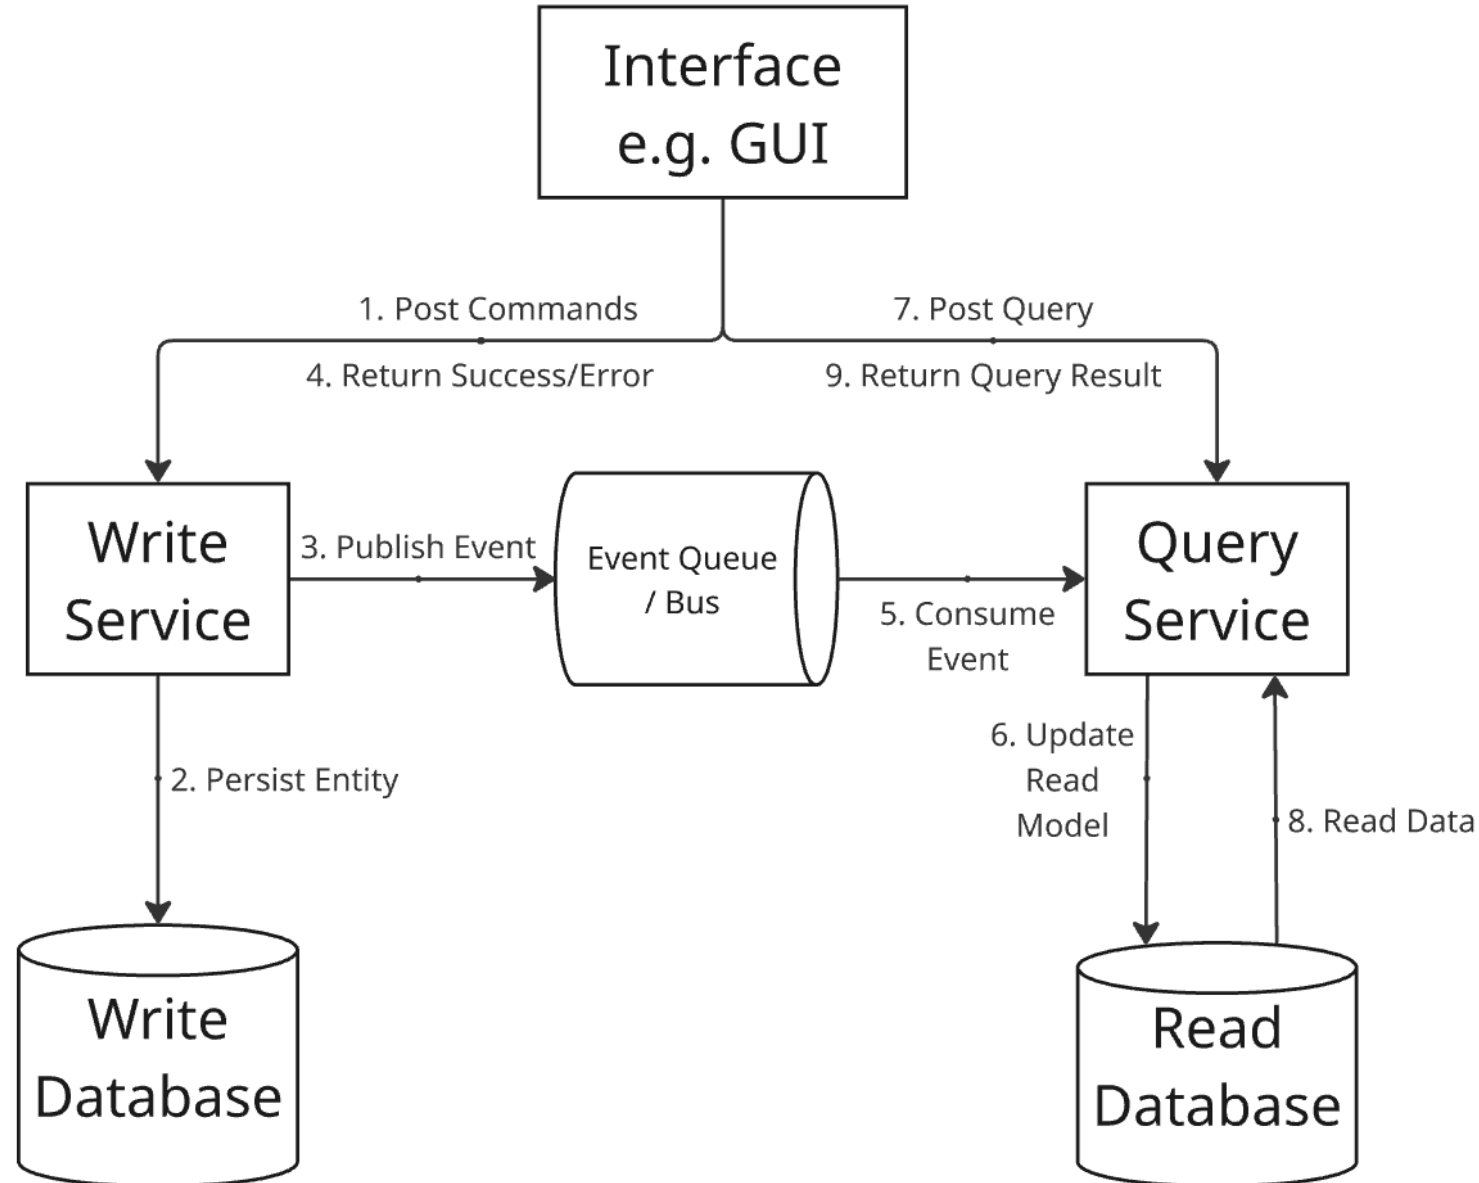 Interface
e.g. GUI
1. Post Commands
7. Post Query
4. Return Success/Error
9. Return Query Result
Write
Service
3. Publish Event
Event Queue
/ Bus
5. Consume
Event
Query
Service
2. Persist Entity
6. Update
Read
Model
8. Read Data
Write
Database
Read
Database